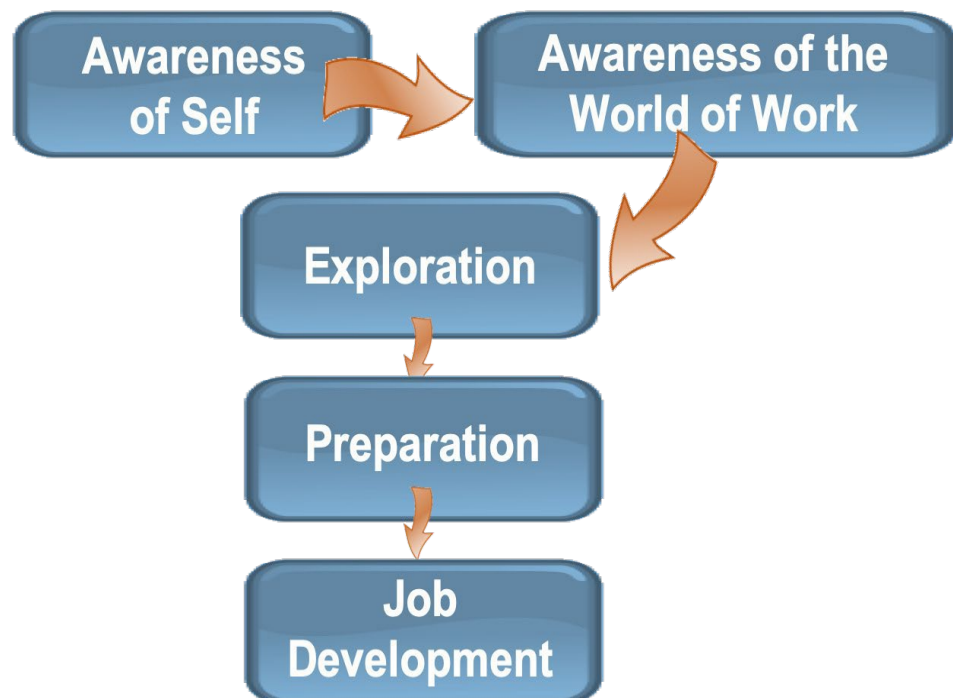 Awareness
of Self
Awareness of the
World of Work
Exploration
Preparation
Job
Development